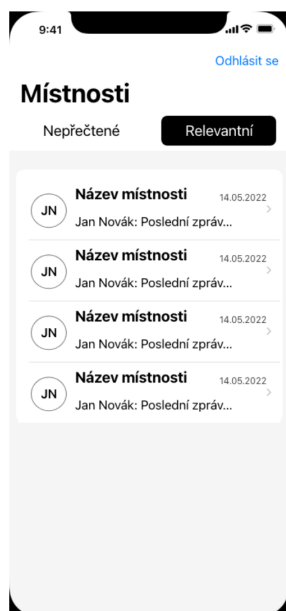 9:41
Odhlásit se
Místnosti
Nepřečtené Relevantní
JN
Název místnosti 14.05.2022
Jan Novák: Poslední zpráv...
JN
Název místnosti 14.05.2022
Jan Novák: Poslední zpráv...
JN
Název místnosti 14.05.2022
Jan Novák: Poslední zpráv...
JN
Název místnosti 14.05.2022
Jan Novák: Poslední zpráv...